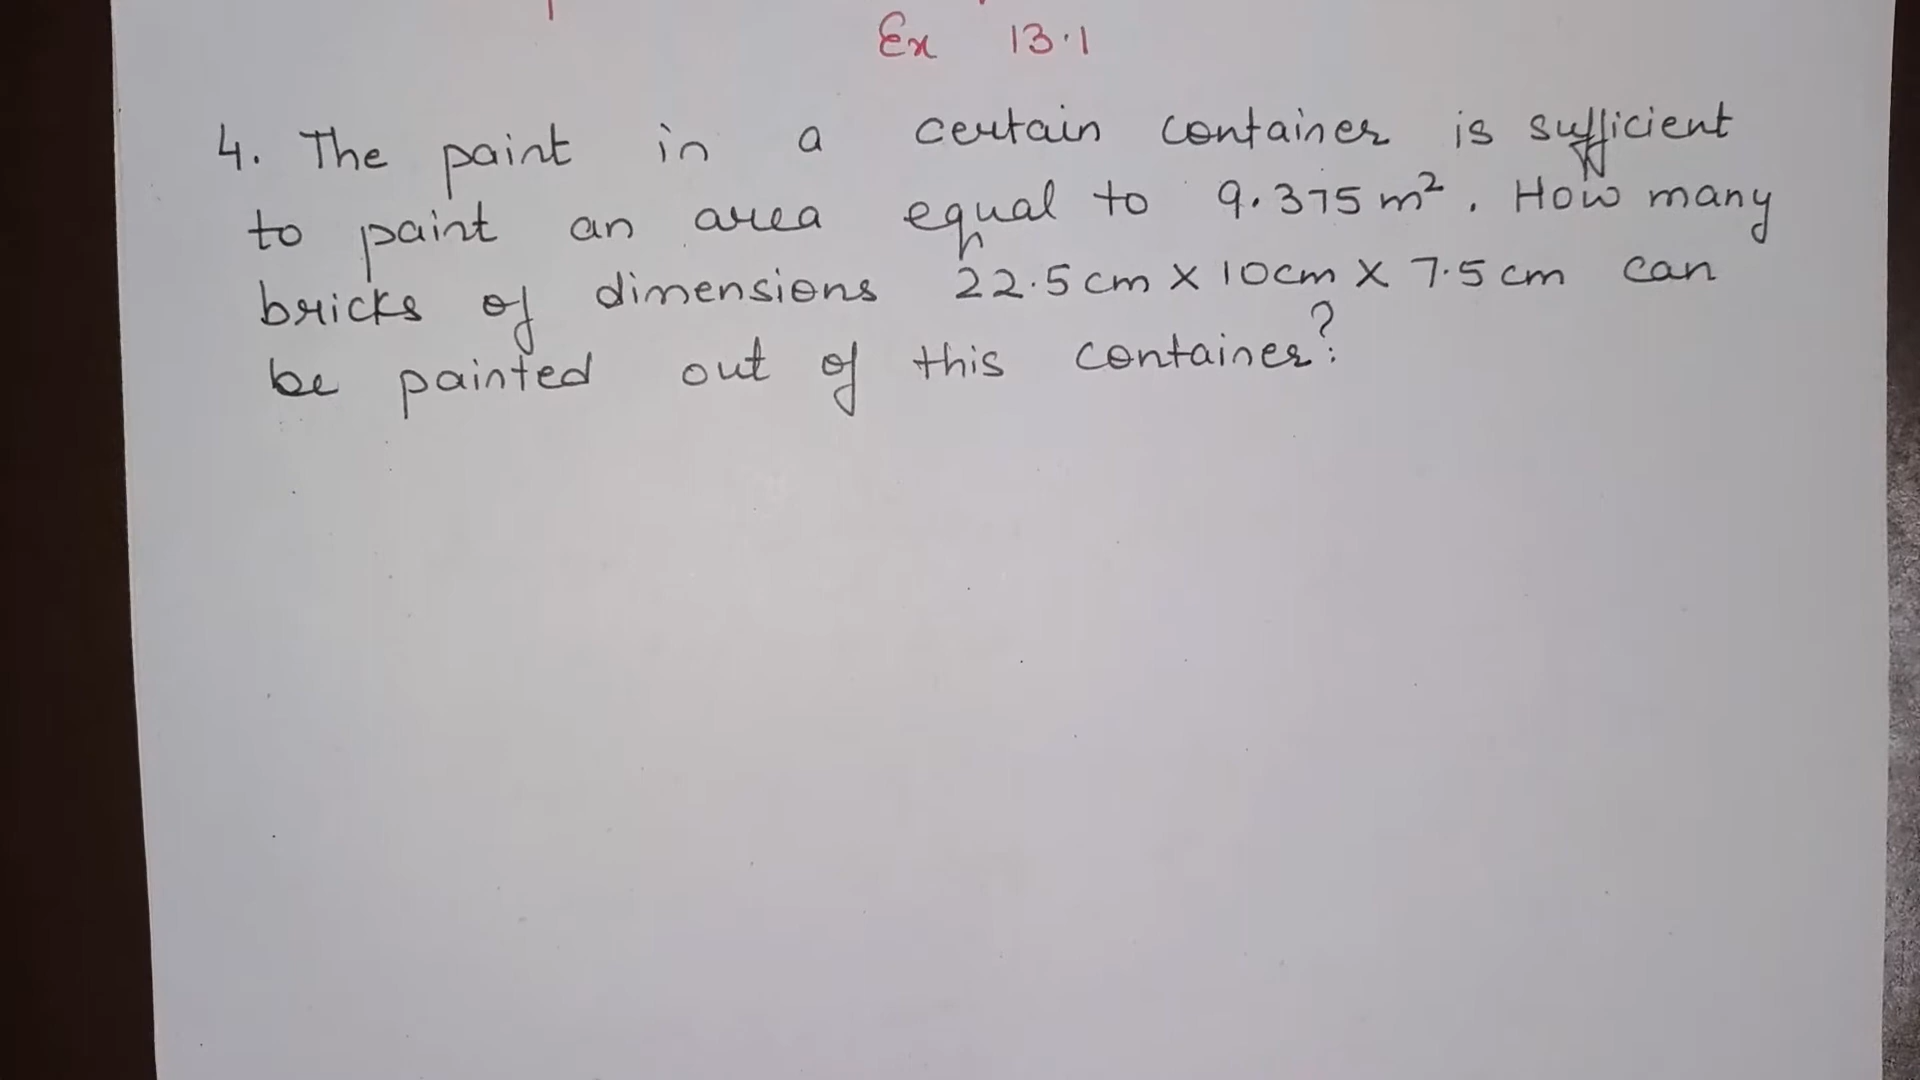 Ex 13.1
4. The paint in a certain container is sufficient
to paint an area equal to 9.375 m². How many
bricks of dimensions 22.5 cm X 10cm X 7.5 cm can
be painted out of this container?